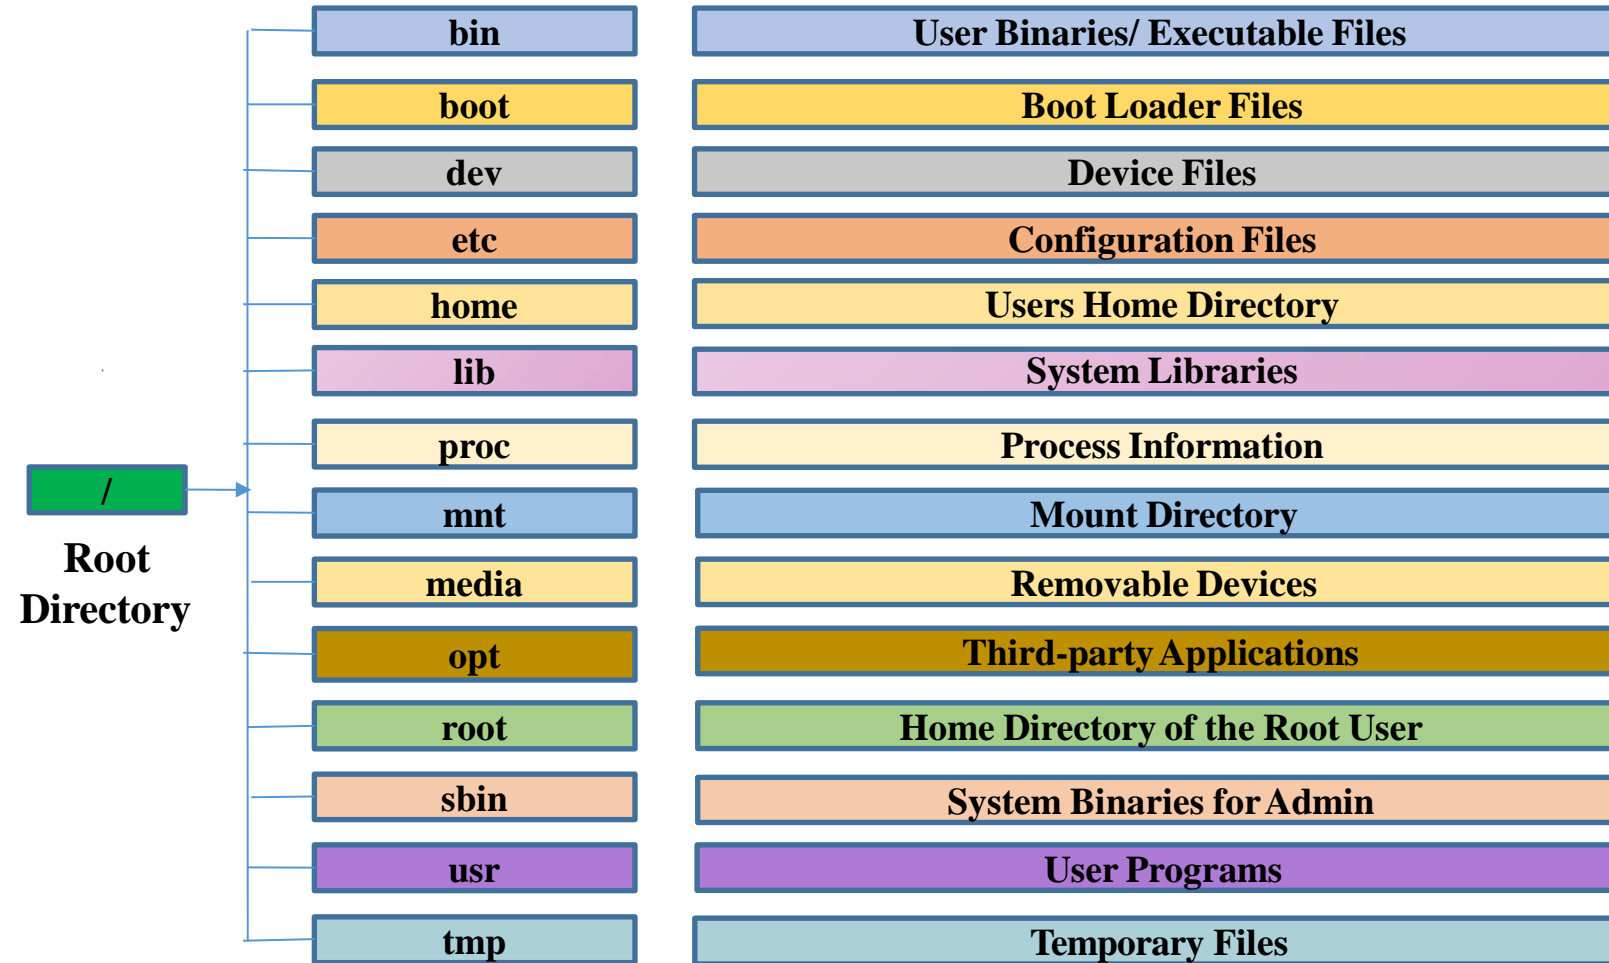 bin User Binaries/ Executable Files
boot Boot Loader Files
dev Device Files
etc Configuration Files
home Users Home Directory
lib System Libraries
proc Process Information
/
mnt Mount Directory
Root
Directory
media Removable Devices
opt Third-party Applications
root Home Directory of the Root User
sbin System Binaries for Admin
usr User Programs
tmp Temporary Files